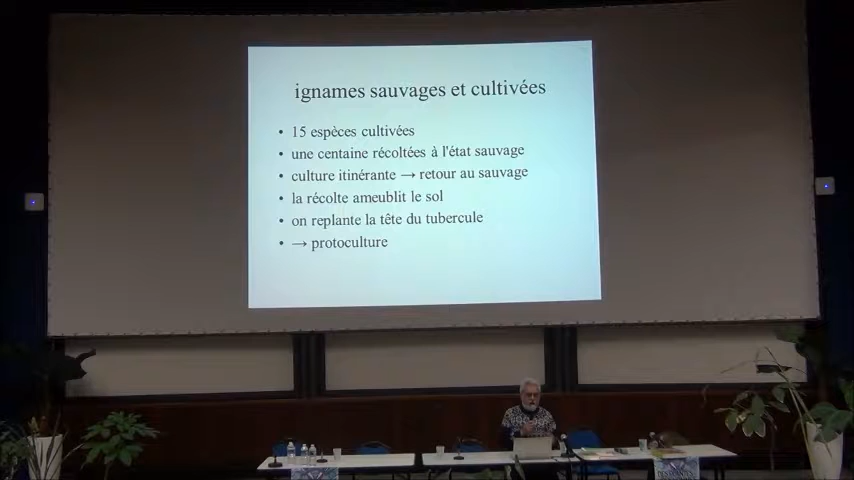 ignames sauvages et cultivées
• 15 espèces cultivées
• une centaine récoltées à l'état sauvage
• culture itinérante → retour au sauvage
• la récolte ameublit le sol
• on replante la tête du tubercule
• → protoculture